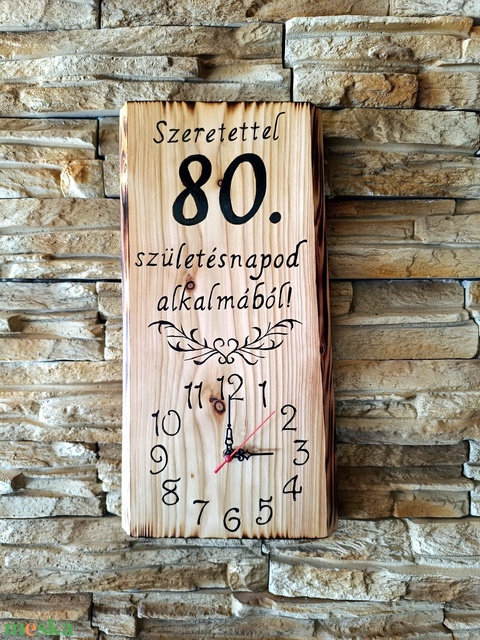 Szeretettel
80.
születésnapod
alkalmából!
11 12 1
10 2
9 3
8 4
7 6 5
meska